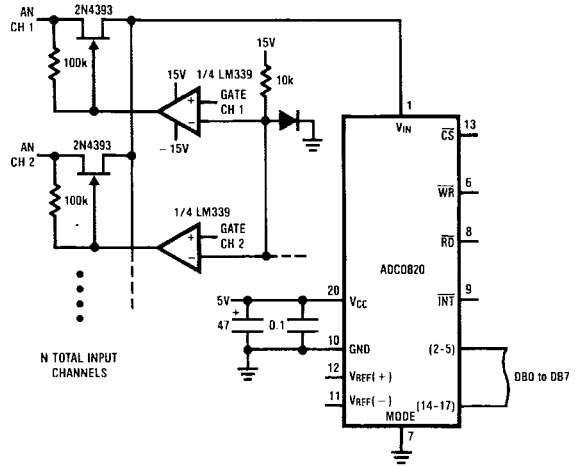 AN
CH 1
2N4393
100k
15V
1/4 LM339
+
−
GATE
CH 1
−15V
15V
10k
AN
CH 2
2N4393
100k
1/4 LM339
+
−
GATE
CH 2
N TOTAL INPUT
CHANNELS
5V
+
47
0.1
1
VIN
13
CS
6
WR
8
RD
ADC0820
9
INT
20
VCC
10
GND
12
VREF(+)
11
VREF(−)
(2-5)
(14-17)
DB0 to DB7
MODE
7